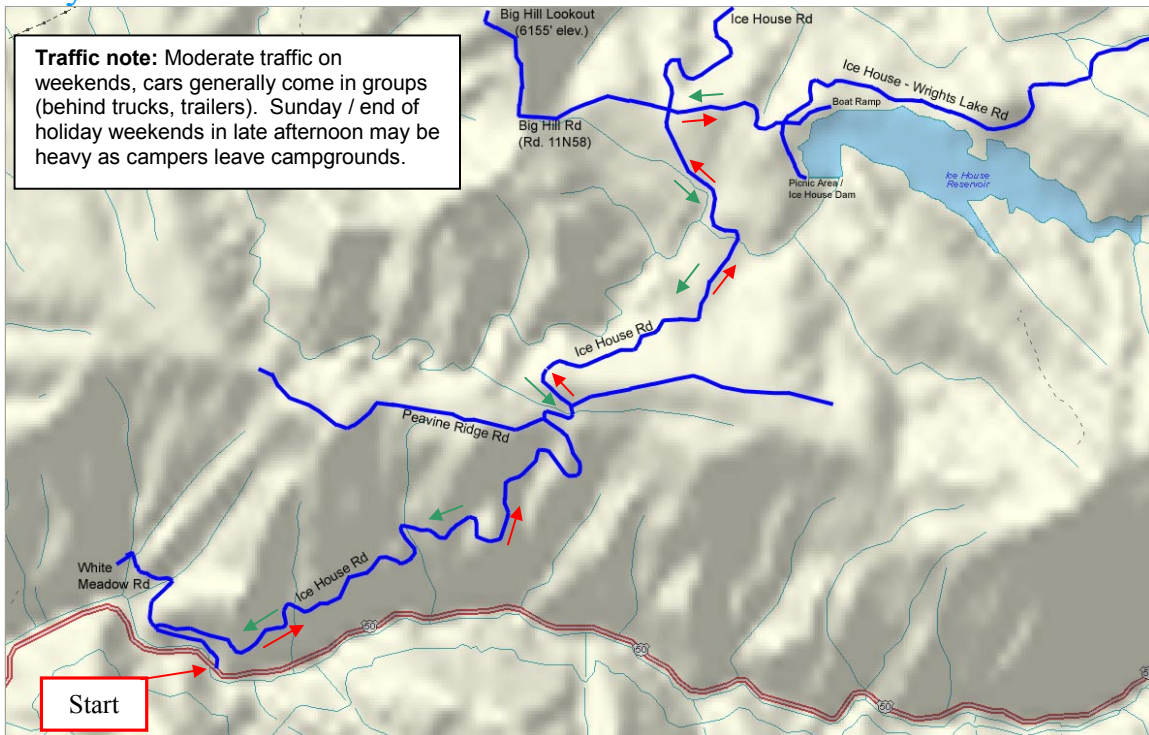 Big Hill Lookout
(6155' elev.)
Ice House Rd
Traffic note: Moderate traffic on
weekends, cars generally come in groups
(behind trucks, trailers). Sunday / end of
holiday weekends in late afternoon may be
heavy as campers leave campgrounds.
Ice House - Wrights Lake Rd
Boat Ramp
Big Hill Rd
(Rd. 11N58)
Picnic Area /
Ice House Dam
Ice House
Reservoir
Ice House Rd
Peavine Ridge Rd
White
Meadow Rd
Ice House Rd
50
50
50
Start